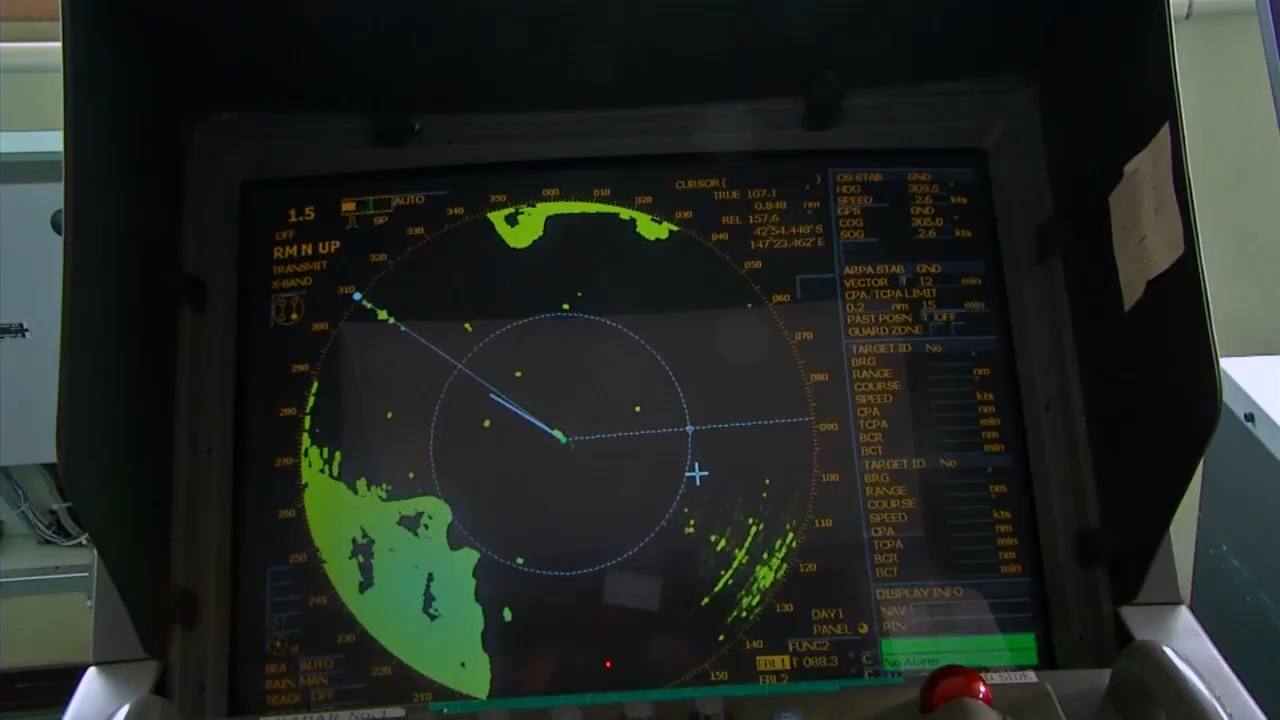 1.5
AUTO
SP
OFF
RM N UP
TRANSMIT
X-BAND
CURSOR (
TRUE 107.1 °
0.848 nm
REL 157.6
42°54.448'S
147°23.462'E
350
000
010
020
030
040
050
060
070
080
090
100
110
120
130
140
150
210
220
230
240
250
260
270
280
290
300
310
320
330
340
OS STAB GND
HDG 309.5 °
SPEED 2.6 kts
GPS GND
COG 305.0 °
SOG 2.6 kts
ARPA STAB GND
VECTOR T 12 min
CPA/TCPA LIMIT
0.2 nm 15 min
PAST POSN T OFF
GUARD ZONE
TARGET ID No
BRG °
RANGE nm
COURSE °
SPEED kts
CPA nm
TCPA min
BCR nm
BCT min
TARGET ID No
BRG °
RANGE nm
COURSE °
SPEED kts
CPA nm
TCPA min
BCR nm
BCT min
DISPLAY INFO
NAV
PIN
No Alarm
DAY1
PANEL
FUNC2
EBL1 T 088.3 °
EBL2
SEA AUTO
RAIN MAN
TRACK OFF
RADAR No.1
SIDE